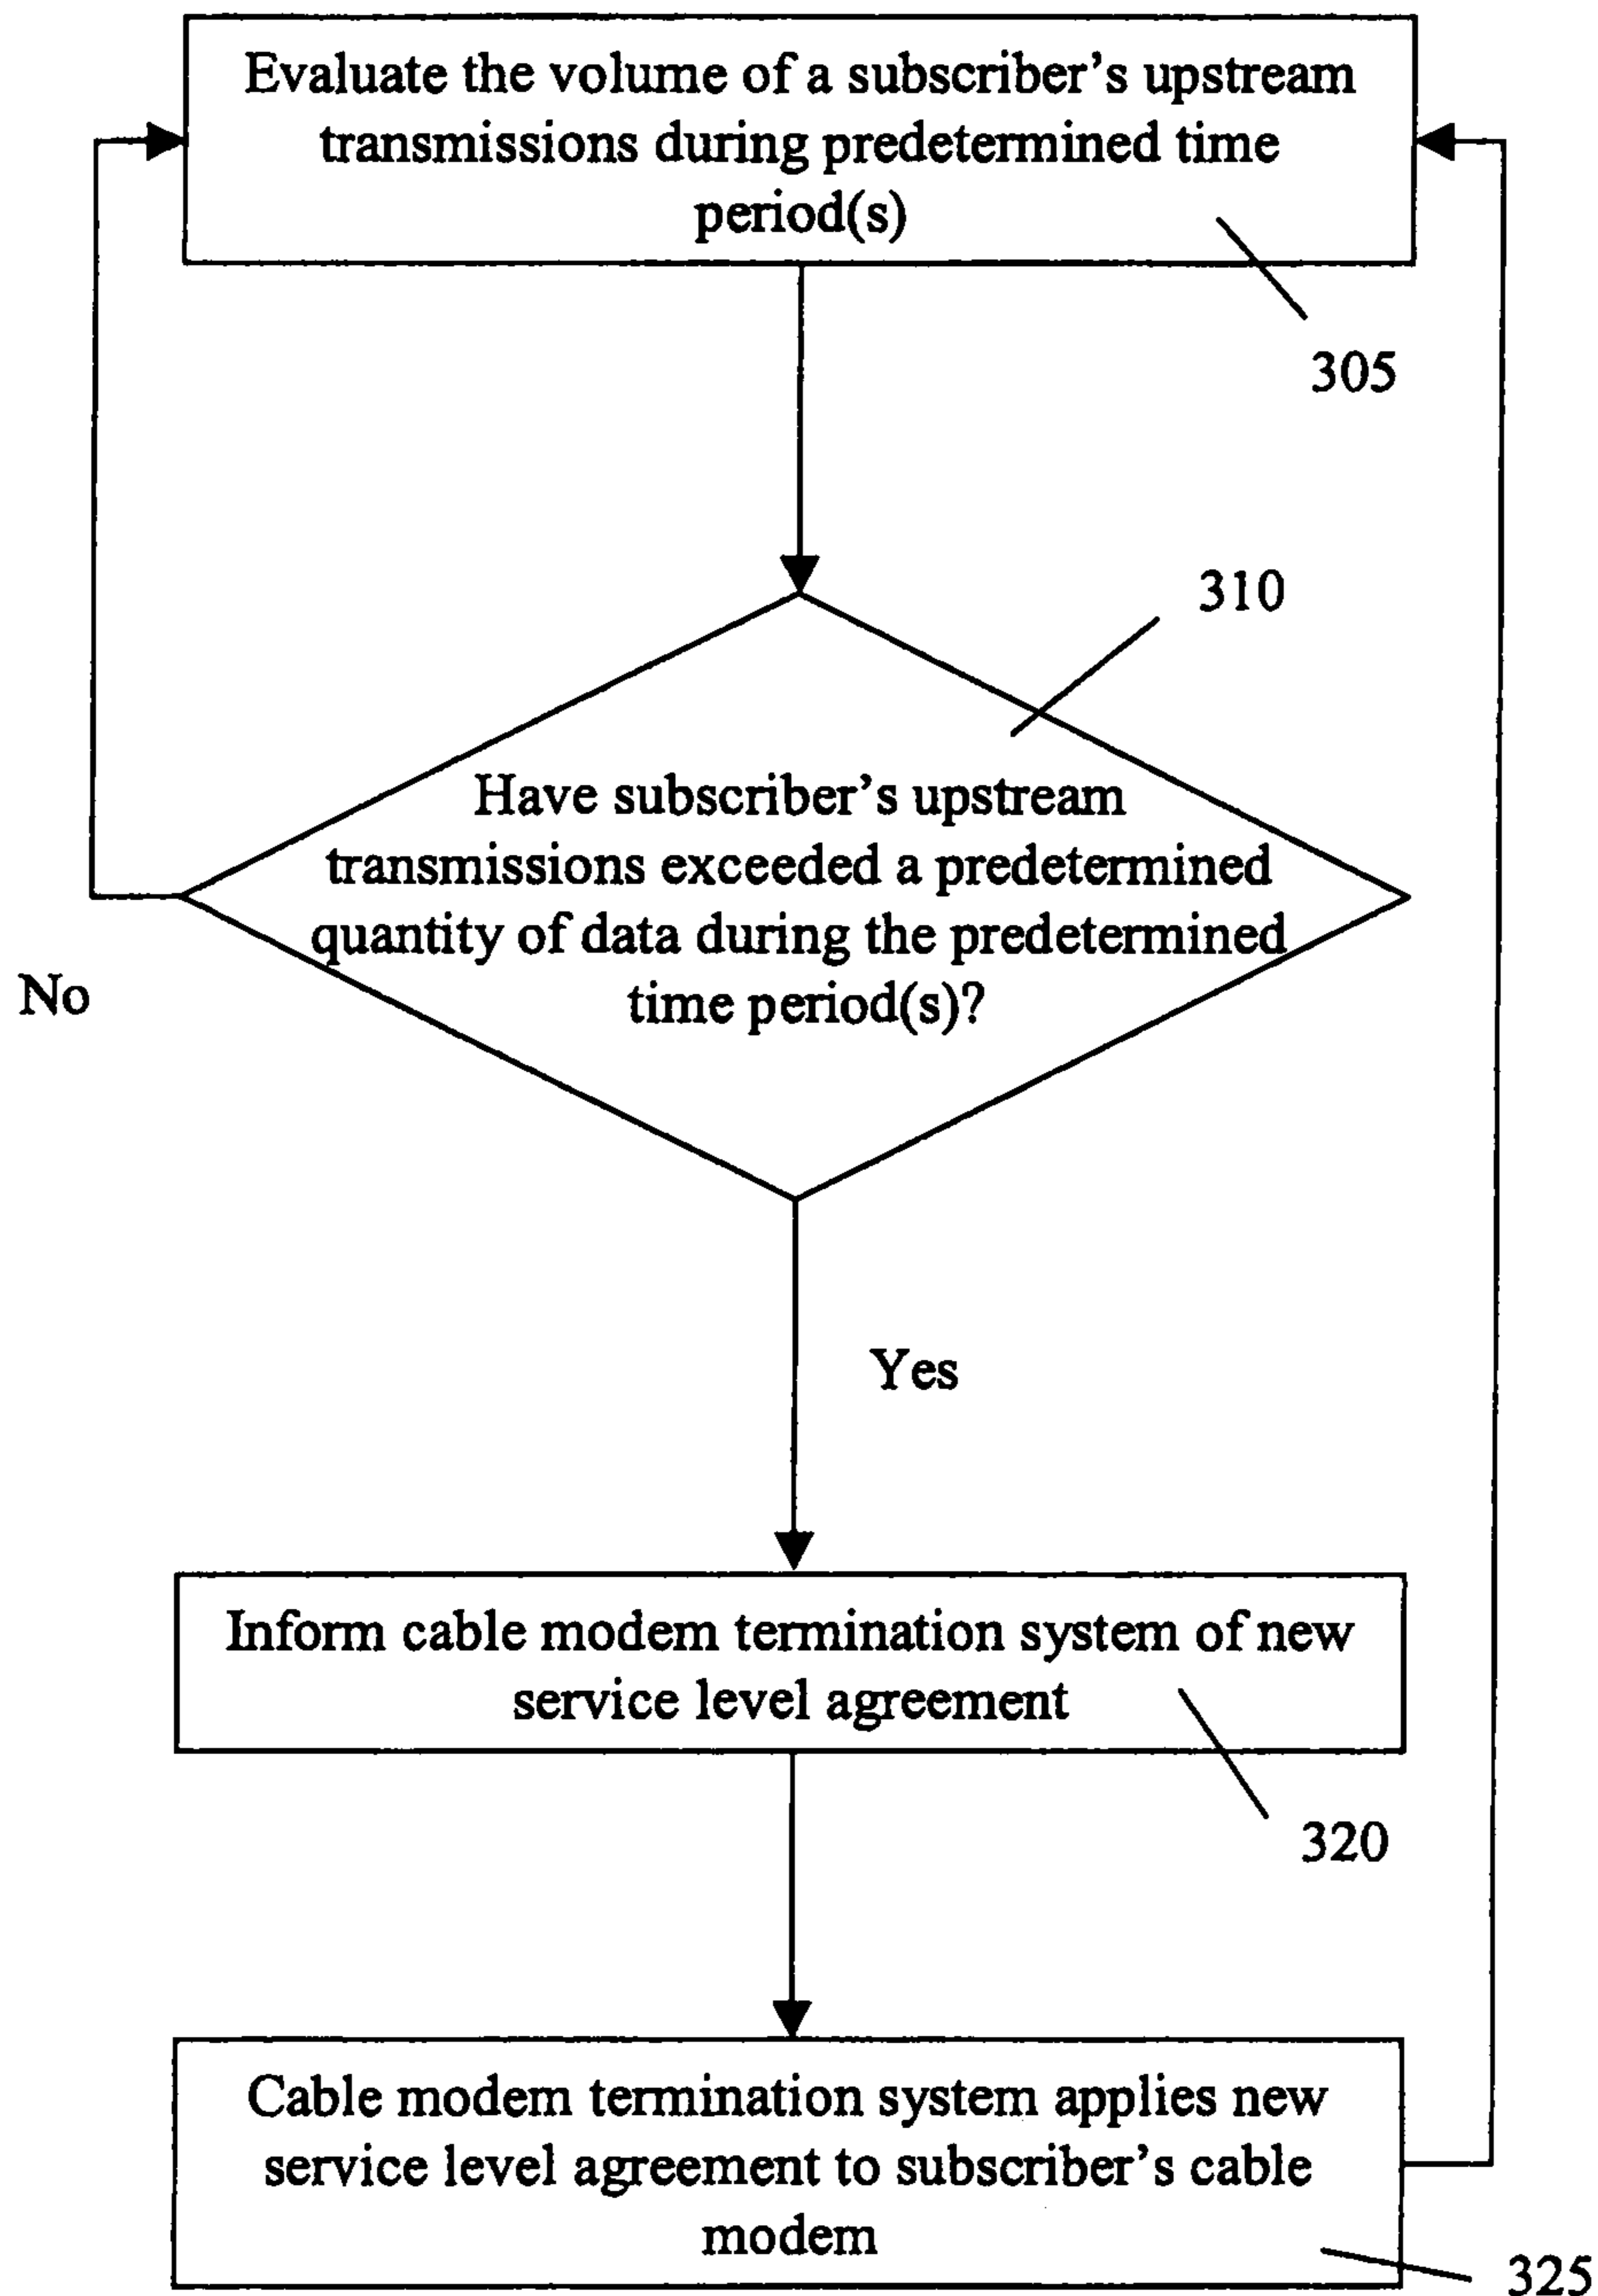 Evaluate the volume of a subscriber's upstream
transmissions during predetermined time
period(s)
305
310
Have subscriber's upstream
transmissions exceeded a predetermined
quantity of data during the predetermined
time period(s)?
No
Yes
Inform cable modem termination system of new
service level agreement
320
Cable modem termination system applies new
service level agreement to subscriber's cable
modem
325